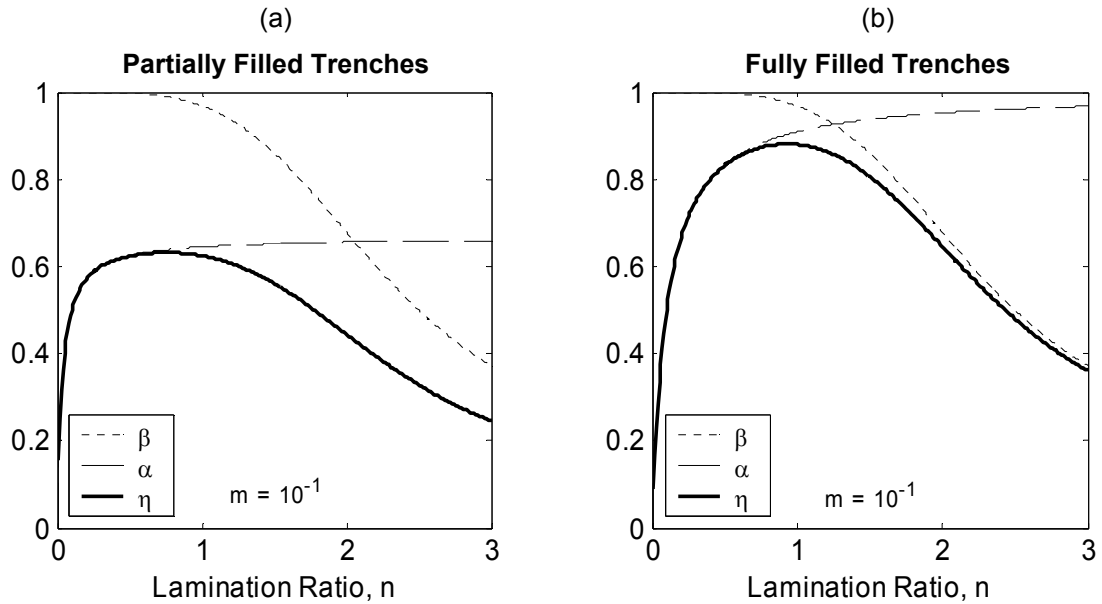 (a)
Partially Filled Trenches
1
0.8
0.6
0.4
0.2
0
β
α
η
m = 10⁻¹
0 1 2 3
Lamination Ratio, n
(b)
Fully Filled Trenches
1
0.8
0.6
0.4
0.2
0
β
α
η
m = 10⁻¹
0 1 2 3
Lamination Ratio, n